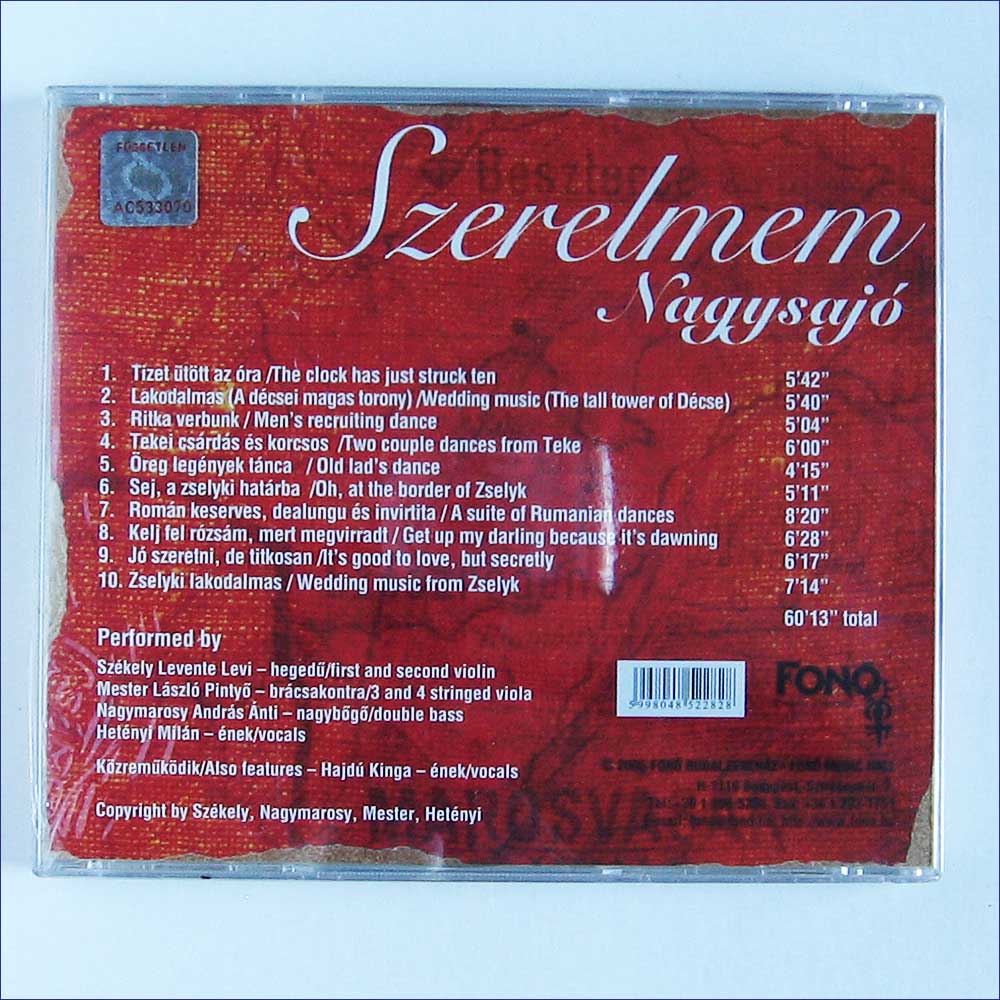 FÜGGETLEN
AC533070
Beszterce
Szerelmem
Nagysajó
1. Tízet ütött az óra /The clock has just struck ten 5'42"
2. Lakodalmas (A décsei magas torony) /Wedding music (The tall tower of Décse) 5'40"
3. Ritka verbunk / Men's recruiting dance 5'04"
4. Tekei csárdás és korcsos /Two couple dances from Teke 6'00"
5. Öreg legények tánca / Old lad's dance 4'15"
6. Sej, a zselyki határba /Oh, at the border of Zselyk 5'11"
7. Román keserves, dealungu és invirtita / A suite of Rumanian dances 8'20"
8. Kelj fel rózsám, mert megvirradt / Get up my darling because it's dawning 6'28"
9. Jó szeretni, de titkosan /It's good to love, but secretly 6'17"
10. Zselyki lakodalmas / Wedding music from Zselyk 7'14"
60'13" total
Performed by
Székely Levente Levi – hegedű/first and second violin
Mester László Pintyő – brácsakontra/3 and 4 stringed viola
Nagymarosy András Ánti – nagybőgő/double bass
Hetényi Milán – ének/vocals
Közreműködik/Also features – Hajdú Kinga – ének/vocals
Copyright by Székely, Nagymarosy, Mester, Hetényi
5998048522828
FONÓ
MAROSVÁ